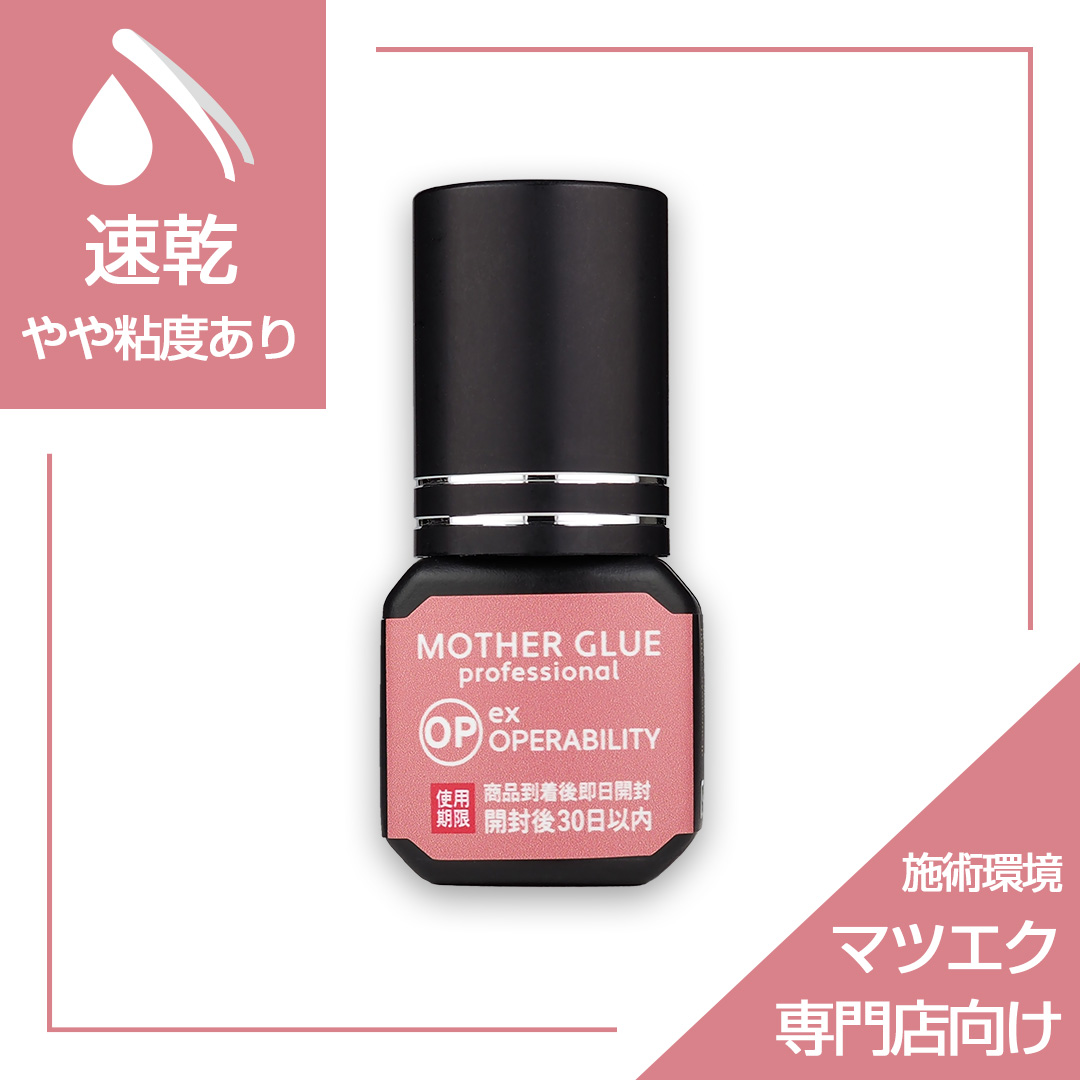 速乾
やや粘度あり
MOTHER GLUE
professional
OP
ex
OPERABILITY
使用
期限
商品到着後即日開封
開封後30日以内
施術環境
マツエク
専門店向け